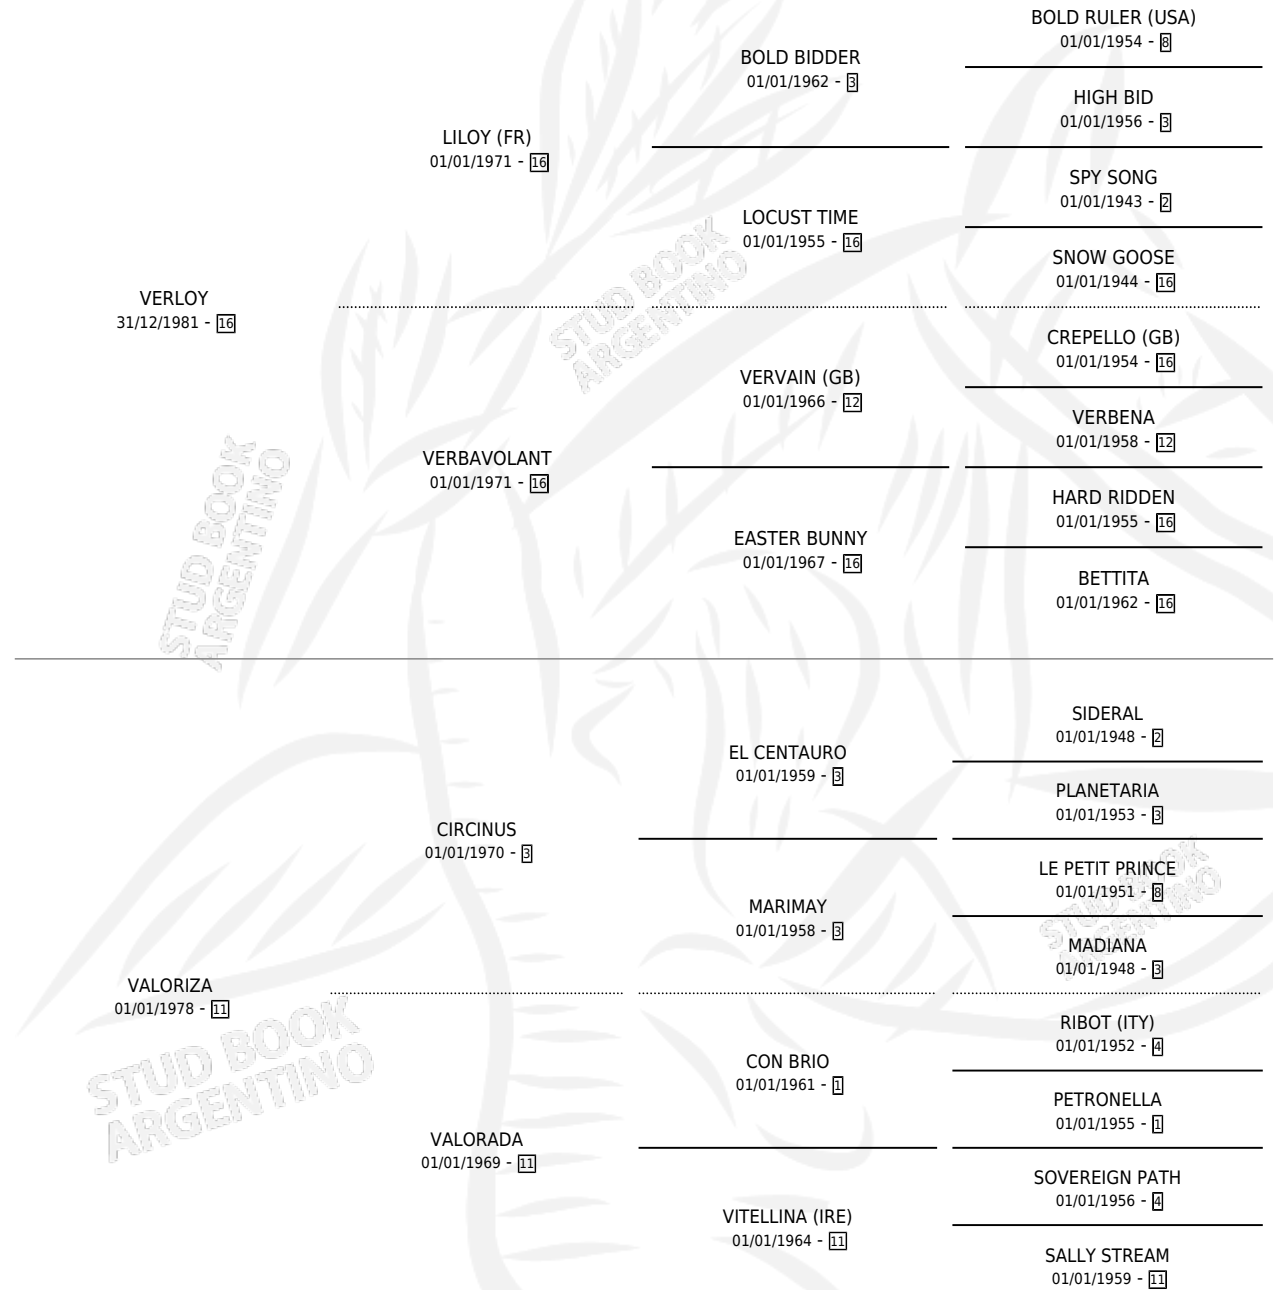 BOLD RULER (USA)
01/01/1954 - 8
BOLD BIDDER
01/01/1962 - 3
HIGH BID
01/01/1956 - 3
LILOY (FR)
01/01/1971 - 16
SPY SONG
01/01/1943 - 2
LOCUST TIME
01/01/1955 - 16
SNOW GOOSE
01/01/1944 - 16
VERLOY
31/12/1981 - 16
CREPELLO (GB)
01/01/1954 - 16
VERVAIN (GB)
01/01/1966 - 12
VERBENA
01/01/1958 - 12
VERBAVOLANT
01/01/1971 - 16
HARD RIDDEN
01/01/1955 - 16
EASTER BUNNY
01/01/1967 - 16
BETTITA
01/01/1962 - 16
SIDERAL
01/01/1948 - 2
EL CENTAURO
01/01/1959 - 3
PLANETARIA
01/01/1953 - 3
CIRCINUS
01/01/1970 - 3
LE PETIT PRINCE
01/01/1951 - 8
MARIMAY
01/01/1958 - 3
MADIANA
01/01/1948 - 3
VALORIZA
01/01/1978 - 11
RIBOT (ITY)
01/01/1952 - 4
CON BRIO
01/01/1961 - 1
PETRONELLA
01/01/1955 - 1
VALORADA
01/01/1969 - 11
SOVEREIGN PATH
01/01/1956 - 4
VITELLINA (IRE)
01/01/1964 - 11
SALLY STREAM
01/01/1959 - 11
STUD BOOK
ARGENTINO
STUD BOOK
ARGENTINO
STUD BOOK
ARGENTINO
STUD BOOK
ARGENTINO